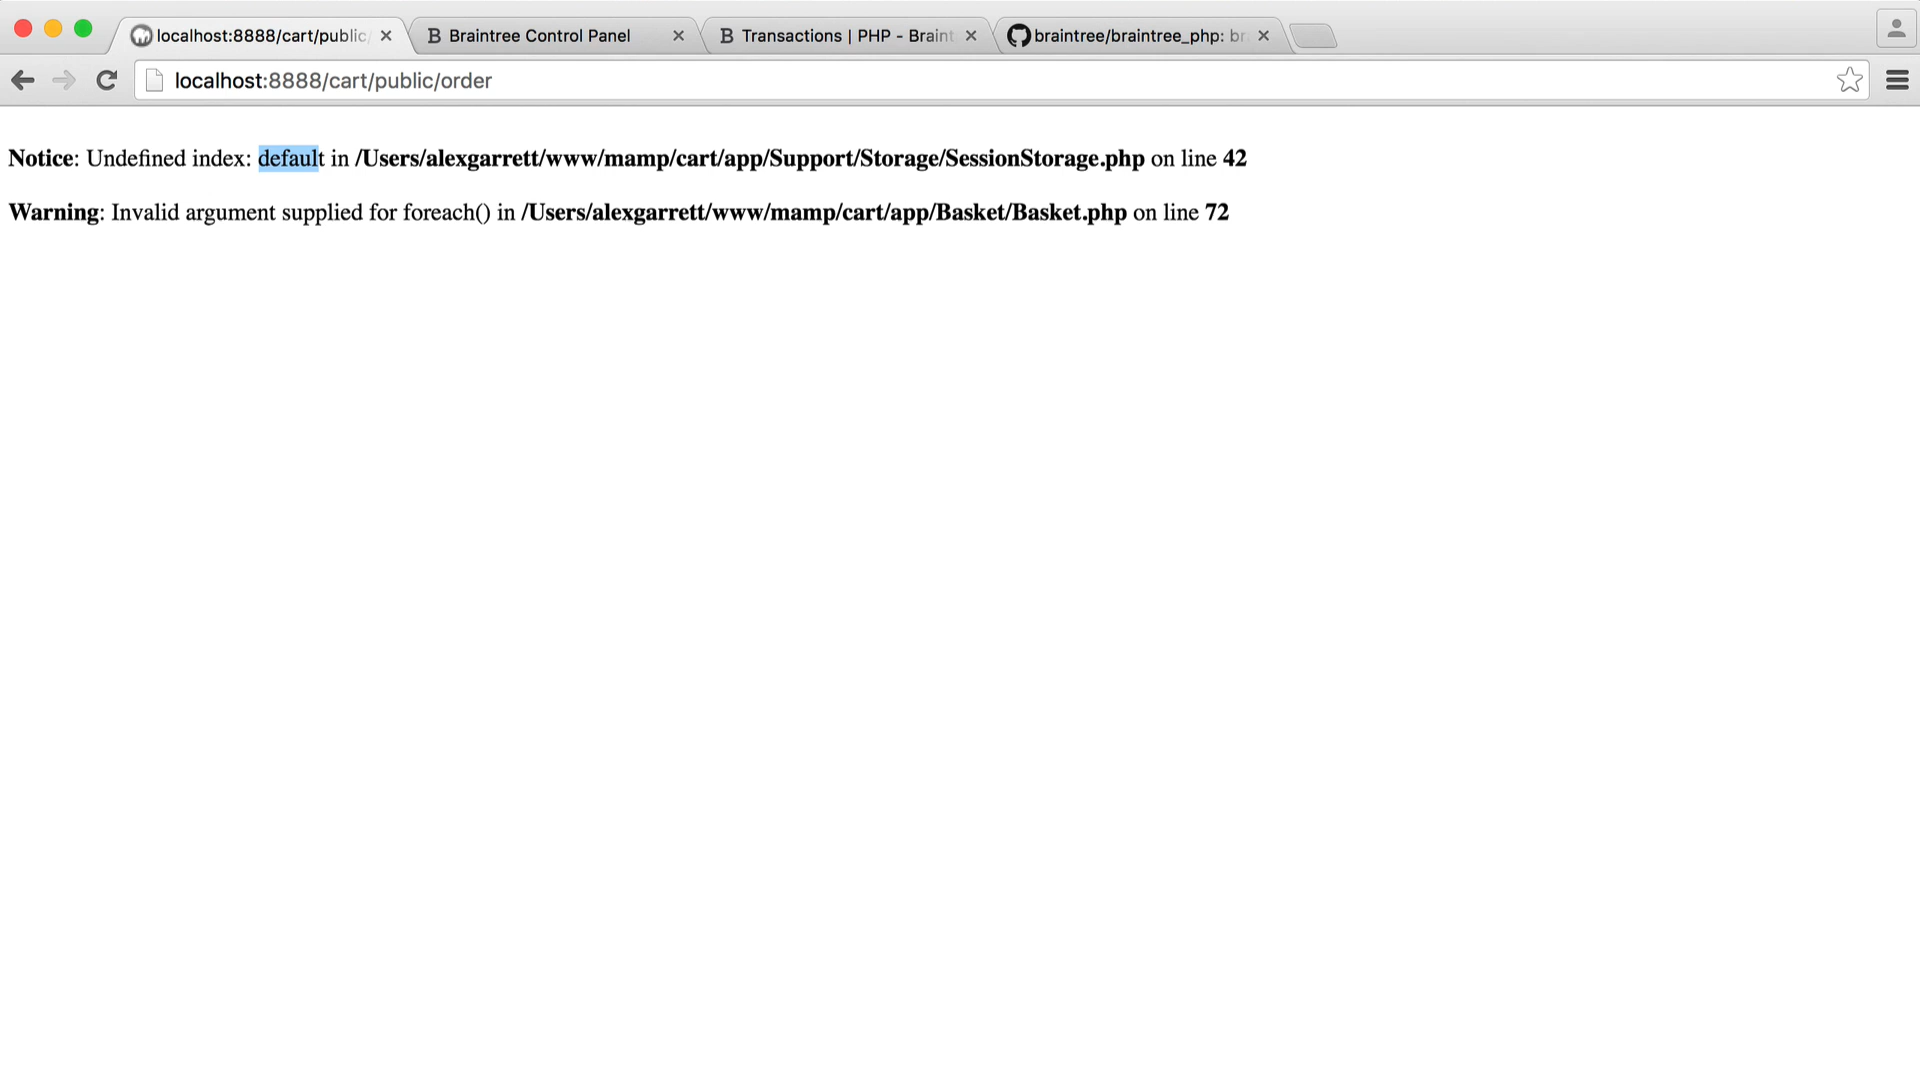 localhost:8888/cart/public/
Braintree Control Panel
Transactions | PHP - Braint
braintree/braintree_php: br
localhost:8888/cart/public/order
Notice: Undefined index: default in /Users/alexgarrett/www/mamp/cart/app/Support/Storage/SessionStorage.php on line 42
Warning: Invalid argument supplied for foreach() in /Users/alexgarrett/www/mamp/cart/app/Basket/Basket.php on line 72